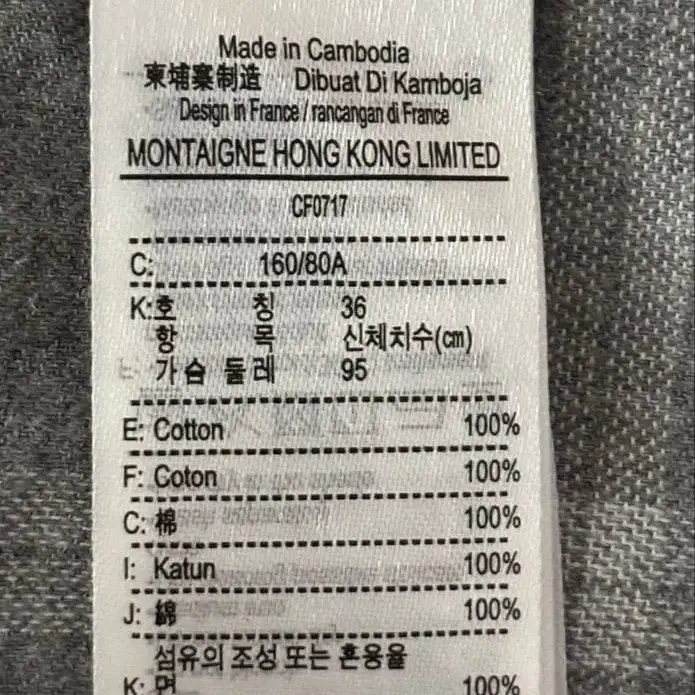 Made in Cambodia
柬埔寨制造 Dibuat Di Kamboja
Design in France / rancangan di France
MONTAIGNE HONG KONG LIMITED
CF0717
C: 160/80A
K:호 칭 36
항 목 신체치수(㎝)
가슴 둘레 95
E: Cotton 100%
F: Coton 100%
C: 棉 100%
I: Katun 100%
J: 綿 100%
섬유의 조성 또는 혼용율
K: 면 100%